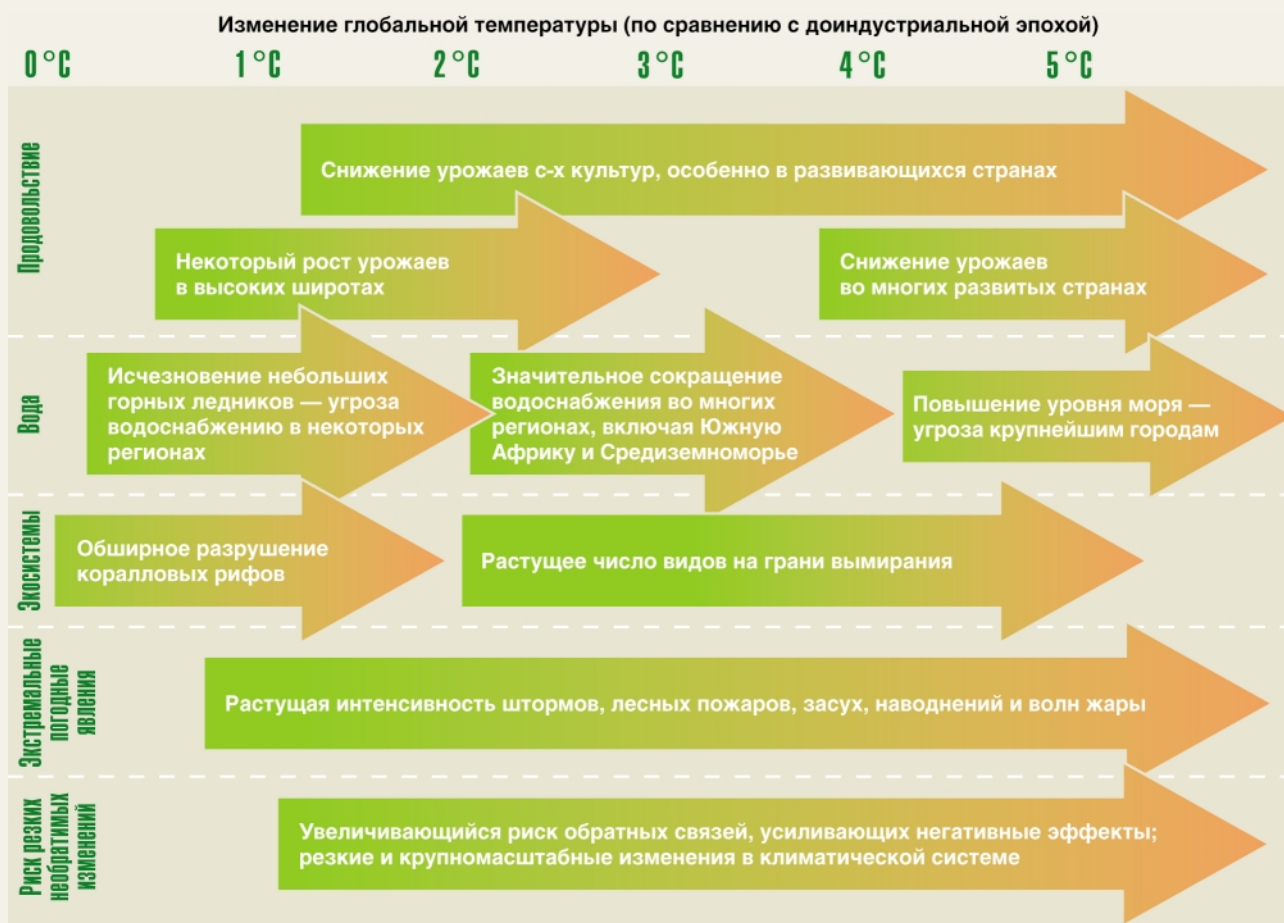 Изменение глобальной температуры (по сравнению с доиндустриальной эпохой)
0 °C 1 °C 2 °C 3 °C 4 °C 5 °C
Продовольствие
Снижение урожаев с-х культур, особенно в развивающихся странах
Некоторый рост урожаев
в высоких широтах
Снижение урожаев
во многих развитых странах
Вода
Исчезновение небольших
горных ледников — угроза
водоснабжению в некоторых
регионах
Значительное сокращение
водоснабжения во многих
регионах, включая Южную
Африку и Средиземноморье
Повышение уровня моря —
угроза крупнейшим городам
Экосистемы
Обширное разрушение
коралловых рифов
Растущее число видов на грани вымирания
Экстремальные
погодные
явления
Растущая интенсивность штормов, лесных пожаров, засух, наводнений и волн жары
Риск резких
необратимых
изменений
Увеличивающийся риск обратных связей, усиливающих негативные эффекты;
резкие и крупномасштабные изменения в климатической системе